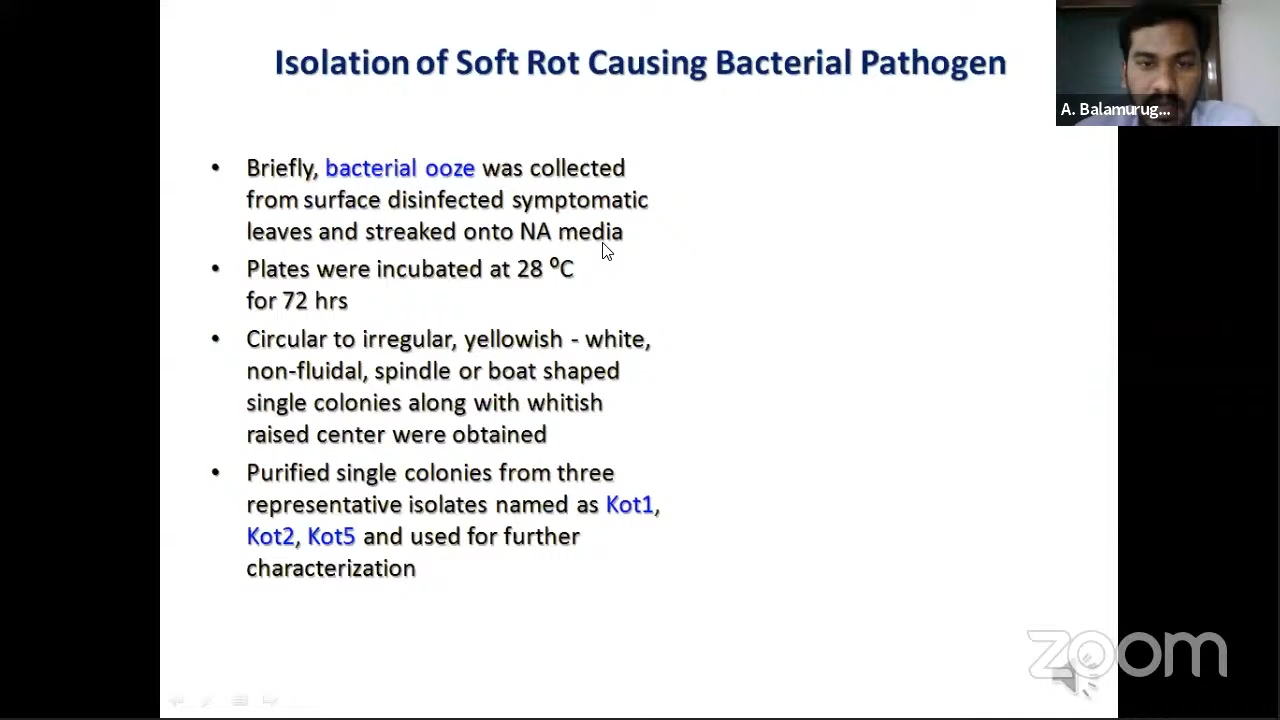 Isolation of Soft Rot Causing Bacterial Pathogen
A. Balamurug...
• Briefly, bacterial ooze was collected
from surface disinfected symptomatic
leaves and streaked onto NA media
• Plates were incubated at 28 ⁰C
for 72 hrs
• Circular to irregular, yellowish - white,
non-fluidal, spindle or boat shaped
single colonies along with whitish
raised center were obtained
• Purified single colonies from three
representative isolates named as Kot1,
Kot2, Kot5 and used for further
characterization
zoom